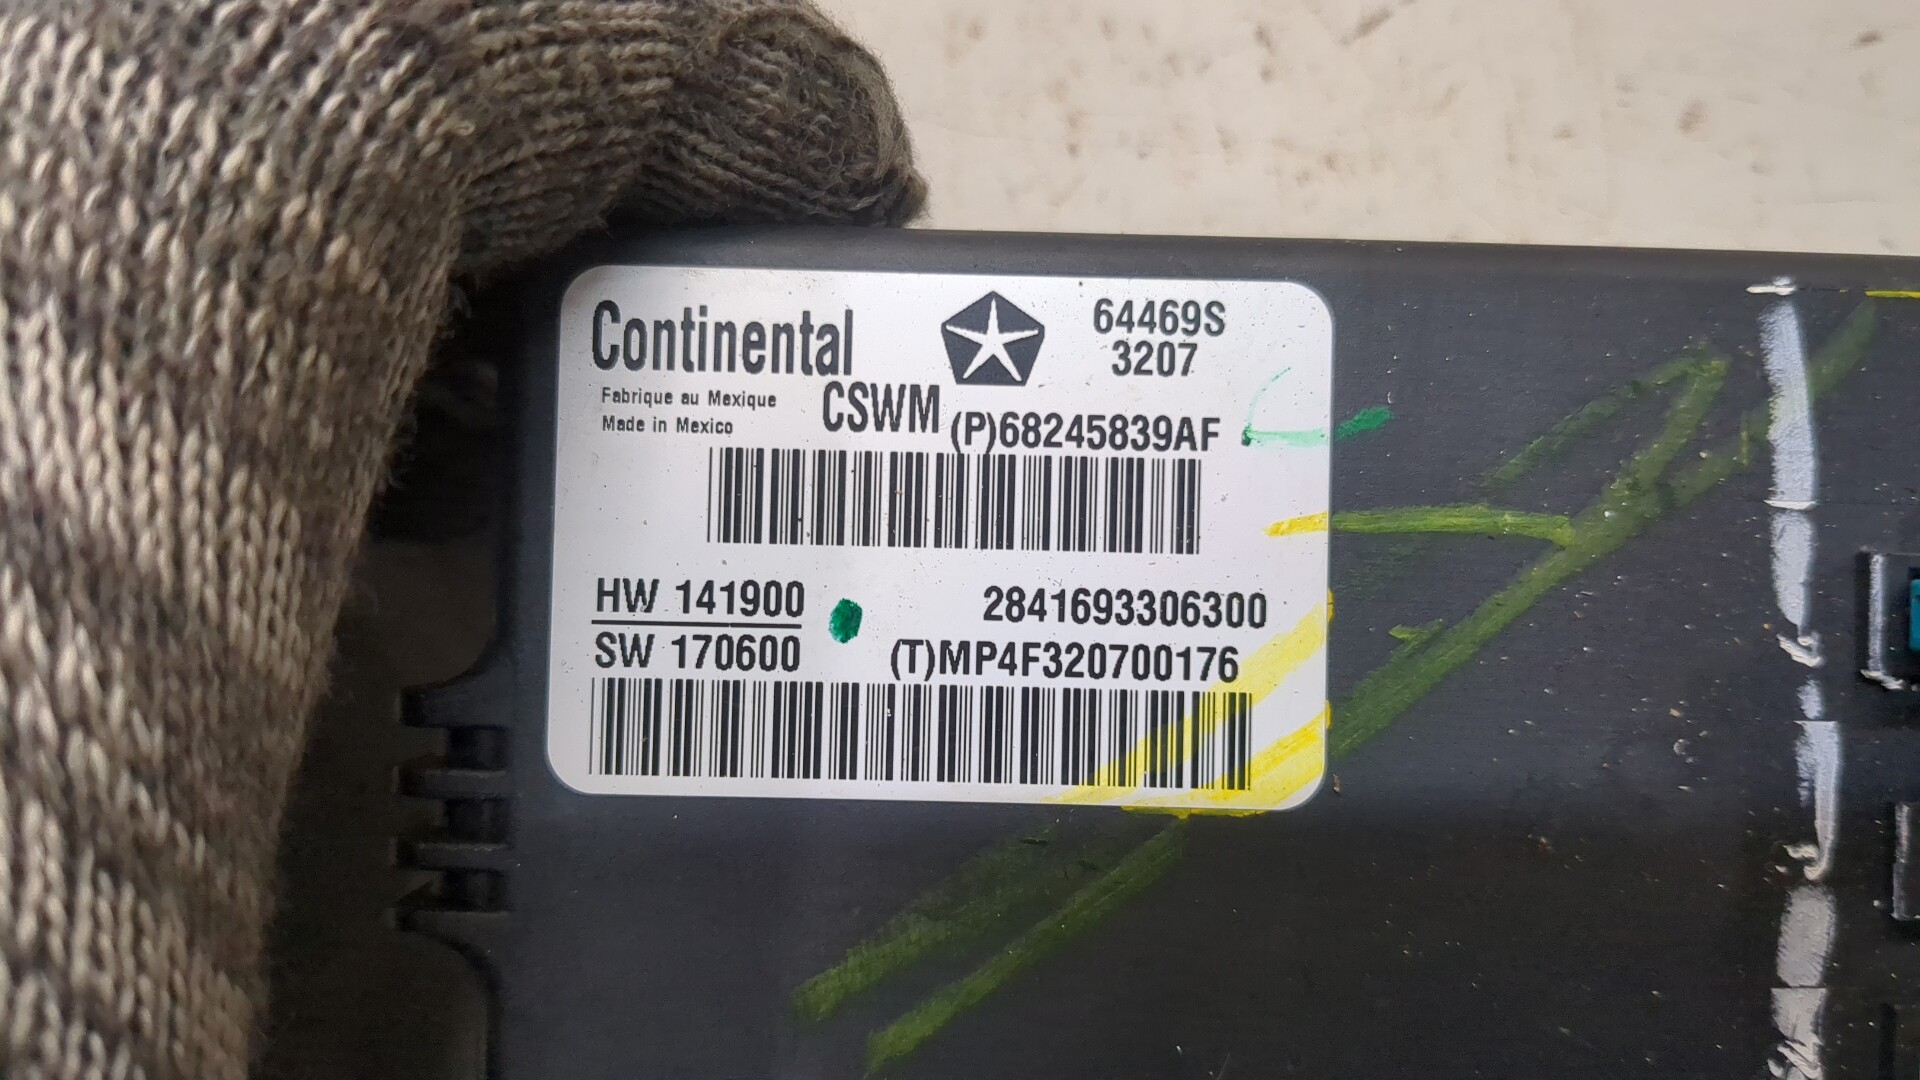 Continental
64469S
3207
Fabrique au Mexique
Made in Mexico
CSWM
(P)68245839AF
HW 141900
2841693306300
SW 170600
(T)MP4F320700176